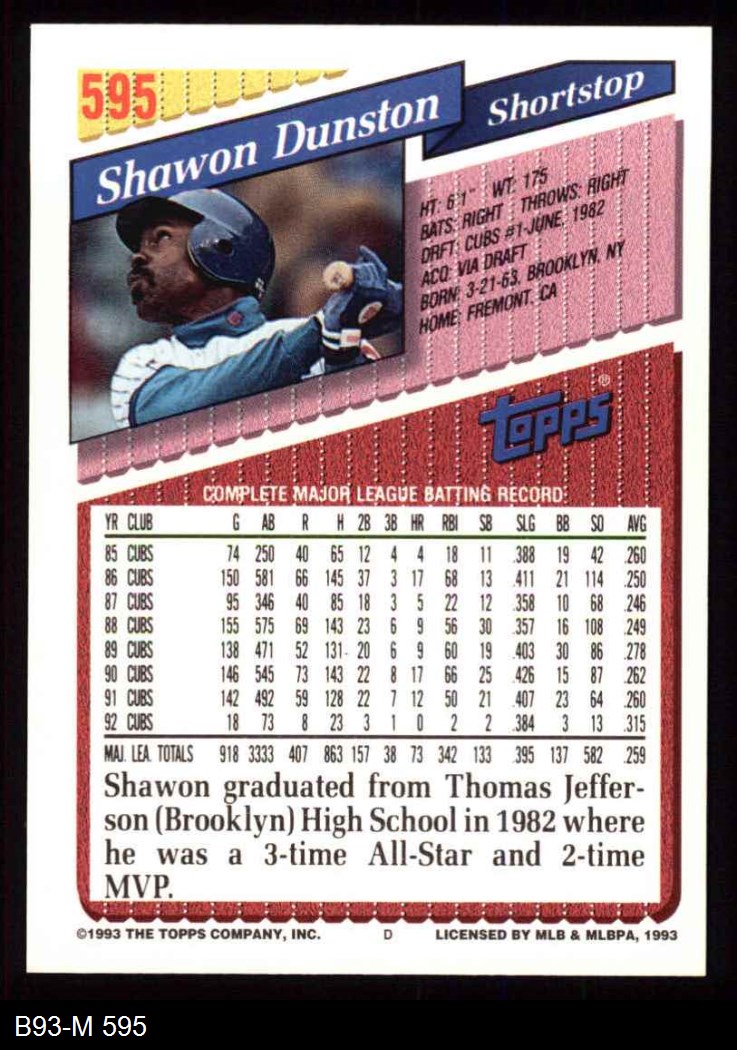 595
Shawon Dunston
Shortstop
HT: 6'1" WT: 175
BATS: RIGHT THROWS: RIGHT
DRFT: CUBS #1-JUNE, 1982
ACQ: VIA DRAFT
BORN: 3-21-63, BROOKLYN, NY
HOME: FREMONT, CA
Topps®
COMPLETE MAJOR LEAGUE BATTING RECORD
YR CLUB G AB R H 2B 3B HR RBI SB SLG BB SO AVG
85 CUBS 74 250 40 65 12 4 4 18 11 .388 19 42 .260
86 CUBS 150 581 66 145 37 3 17 68 13 .411 21 114 .250
87 CUBS 95 346 40 85 18 3 5 22 12 .358 10 68 .246
88 CUBS 155 575 69 143 23 6 9 56 30 .357 16 108 .249
89 CUBS 138 471 52 131 20 6 9 60 19 .403 30 86 .278
90 CUBS 146 545 73 143 22 8 17 66 25 .426 15 87 .262
91 CUBS 142 492 59 128 22 7 12 50 21 .407 23 64 .260
92 CUBS 18 73 8 23 3 1 0 2 2 .384 3 13 .315
MAJ. LEA. TOTALS 918 3333 407 863 157 38 73 342 133 .395 137 582 .259
Shawon graduated from Thomas Jeffer-
son (Brooklyn) High School in 1982 where
he was a 3-time All-Star and 2-time
MVP.
©1993 THE TOPPS COMPANY, INC. D LICENSED BY MLB & MLBPA, 1993
B93-M 595